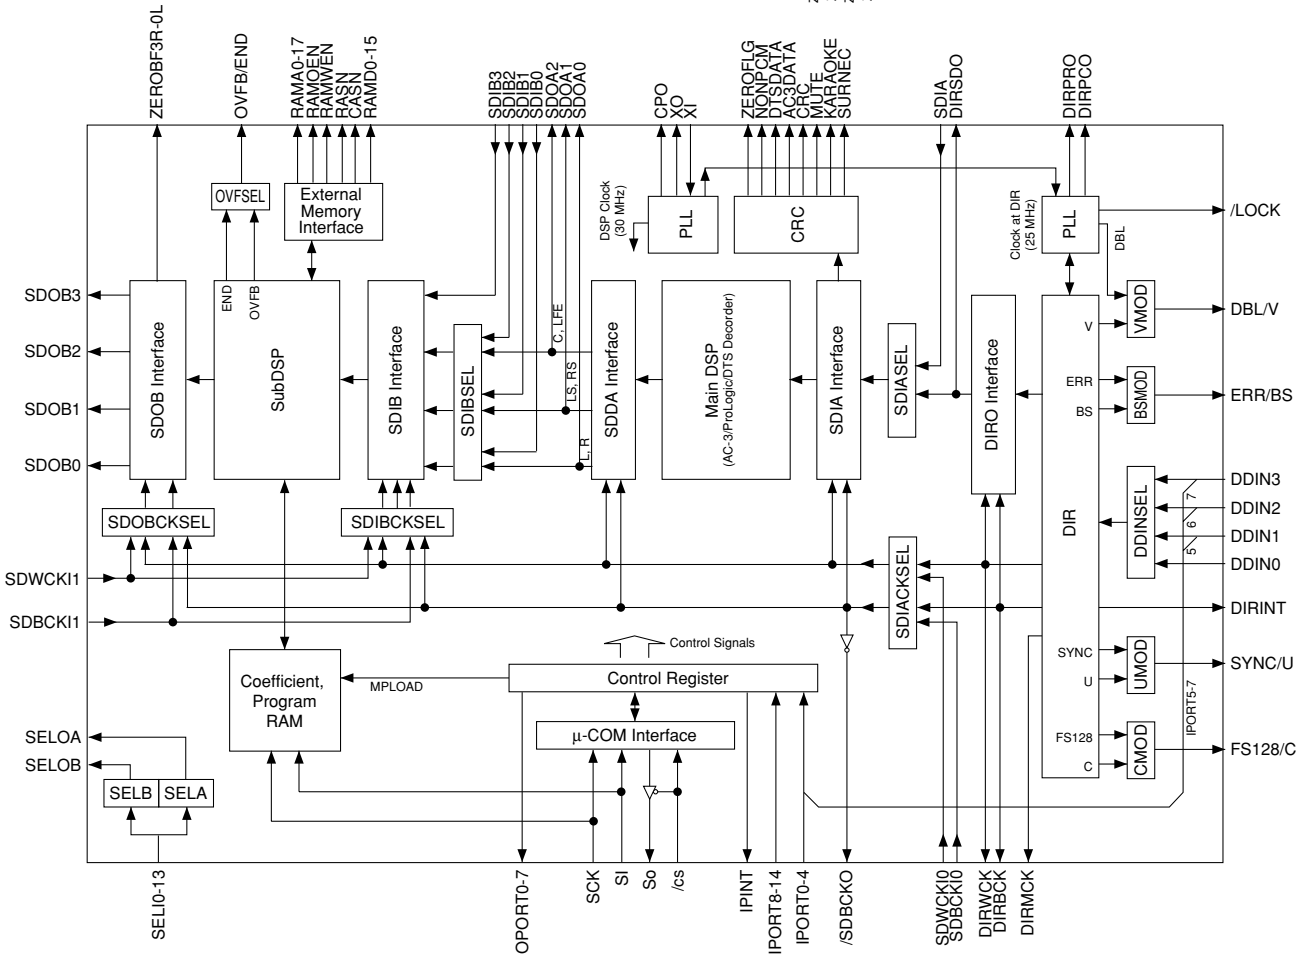 ZEROBF3R-0L
OVFB/END
RAMA0-17
RAMOEN
RAMWEN
RASN
CASN
RAMD0-15
SDIB3
SDIB2
SDIB1
SDIB0
SDOA2
SDOA1
SDOA0
CPO
XO
XI
ZEROFLG
NONPCM
DTSDATA
AC3DATA
CRC
MUTE
KARAOKE
SURNEC
SDIA
DIRSDO
DIRPRO
DIRPCO
OVFSEL
External
Memory
Interface
DSP Clock
(30 MHz)
PLL
CRC
Clock at DIR
(25 MHz)
PLL
DBL
/LOCK
END
OVFB
SDOB3
SDOB2
SDOB1
SDOB0
SDOB Interface
SubDSP
SDIB Interface
SDIBSEL
C, LFE
LS, RS
L, R
SDDA Interface
Main DSP
(AC-3/ProLogic/DTS Decorder)
SDIA Interface
SDIASEL
DIRO Interface
DIR
V
VMOD
DBL/V
ERR
BS
BSMOD
ERR/BS
DDINSEL
DDIN3
DDIN2
DDIN1
DDIN0
7
6
5
SDOBCKSEL
SDIBCKSEL
SDIACKSEL
SDWCKI1
SDBCKI1
DIRINT
Control Signals
Coefficient,
Program
RAM
MPLOAD
Control Register
μ-COM Interface
SYNC
U
UMOD
SYNC/U
IPORT5-7
FS128
C
CMOD
FS128/C
SELOA
SELOB
SELB
SELA
SELI0-13
OPORT0-7
SCK
SI
So
/cs
IPINT
IPORT8-14
IPORT0-4
/SDBCKO
SDWCKI0
SDBCKI0
DIRWCK
DIRBCK
DIRMCK